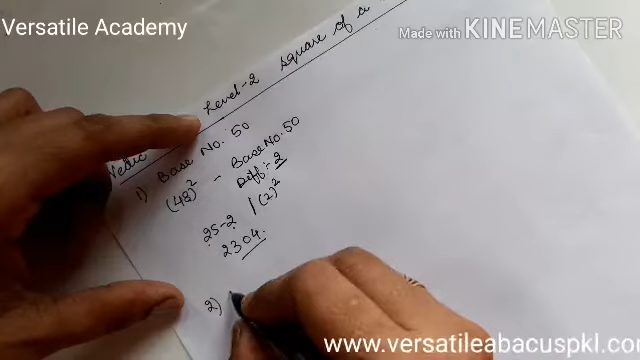 Versatile Academy
Made with KINEMASTER
Vedic Level-2 Square of a
1) Base No. 50
(48)² - Base No. 50
Diff:- 2
25-2 / (2)²
2304.
2)
www.versatileabacuspkl.com